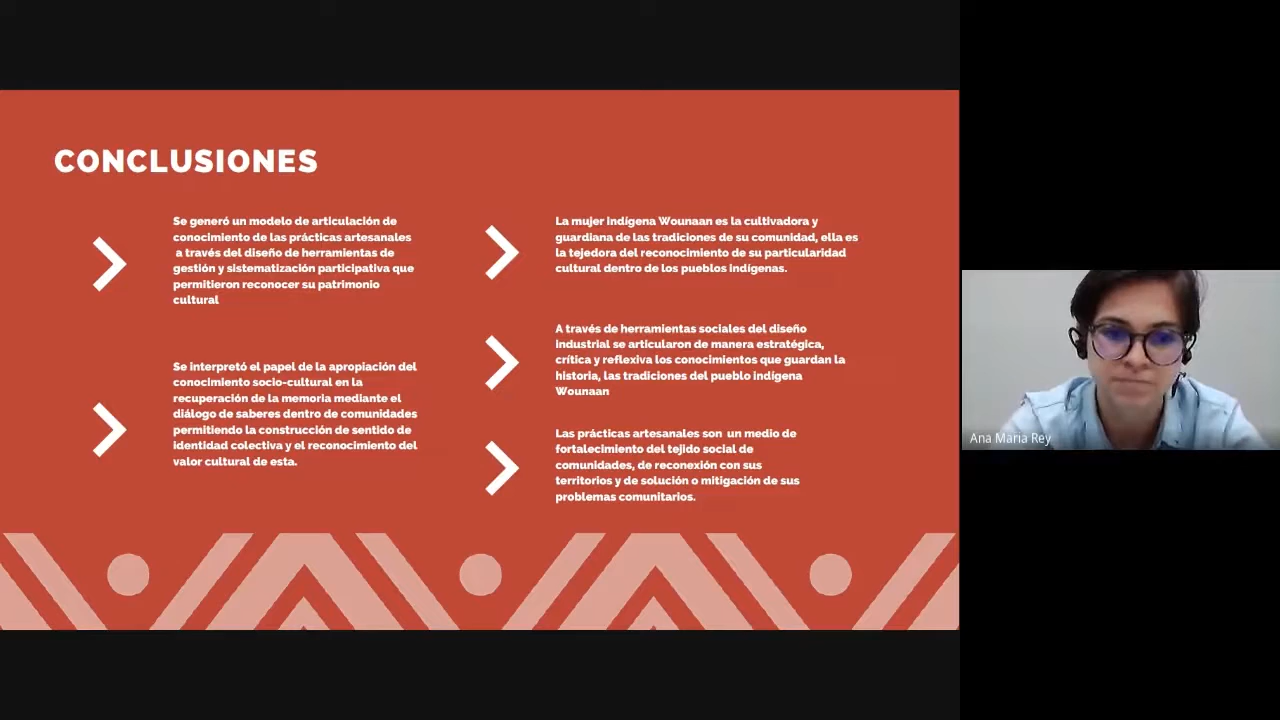 CONCLUSIONES
Se generó un modelo de articulación de
conocimiento de las prácticas artesanales
a través del diseño de herramientas de
gestión y sistematización participativa que
permitieron reconocer su patrimonio
cultural
Se interpretó el papel de la apropiación del
conocimiento socio-cultural en la
recuperación de la memoria mediante el
diálogo de saberes dentro de comunidades
permitiendo la construcción de sentido de
identidad colectiva y el reconocimiento del
valor cultural de esta.
La mujer indígena Wounaan es la cultivadora y
guardiana de las tradiciones de su comunidad, ella es
la tejedora del reconocimiento de su particularidad
cultural dentro de los pueblos indígenas.
A través de herramientas sociales del diseño
industrial se articularon de manera estratégica,
crítica y reflexiva los conocimientos que guardan la
historia, las tradiciones del pueblo indígena
Wounaan
Las prácticas artesanales son un medio de
fortalecimiento del tejido social de
comunidades, de reconexión con sus
territorios y de solución o mitigación de sus
problemas comunitarios.
Ana Maria Rey